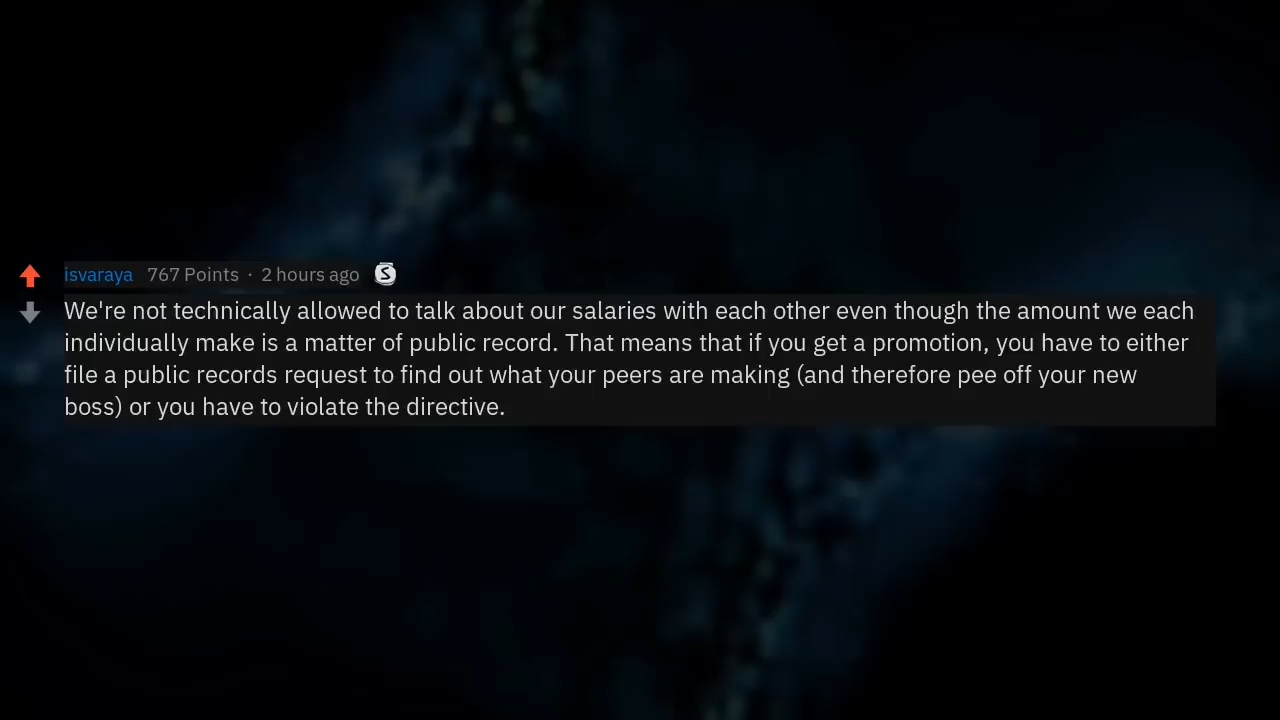 isvaraya 767 Points · 2 hours ago S
We're not technically allowed to talk about our salaries with each other even though the amount we each
individually make is a matter of public record. That means that if you get a promotion, you have to either
file a public records request to find out what your peers are making (and therefore pee off your new
boss) or you have to violate the directive.